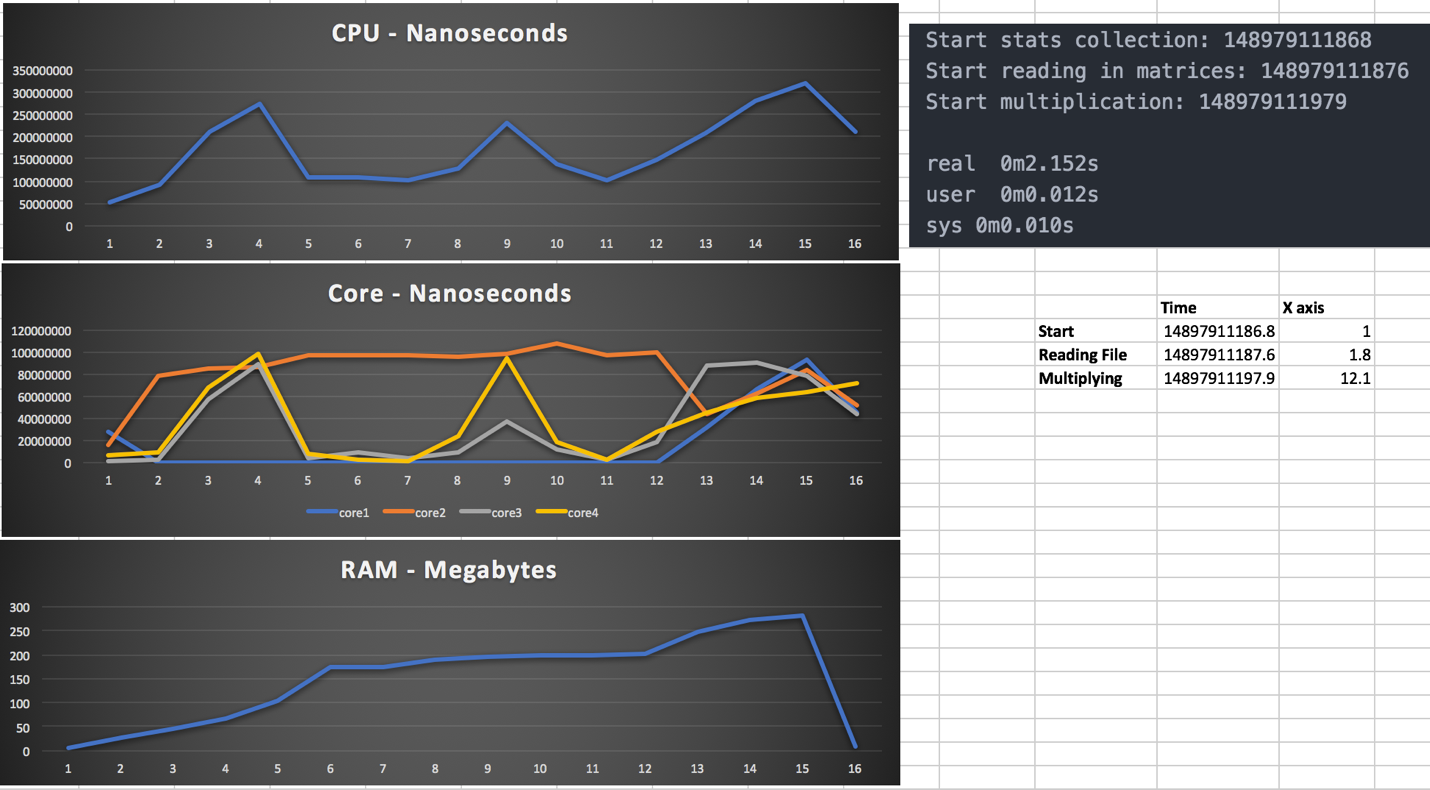 CPU - Nanoseconds
350000000
300000000
250000000
200000000
150000000
100000000
50000000
0
1 2 3 4 5 6 7 8 9 10 11 12 13 14 15 16
Core - Nanoseconds
120000000
100000000
80000000
60000000
40000000
20000000
0
1 2 3 4 5 6 7 8 9 10 11 12 13 14 15 16
core1 core2 core3 core4
RAM - Megabytes
300
250
200
150
100
50
0
1 2 3 4 5 6 7 8 9 10 11 12 13 14 15 16
Start stats collection: 148979111868
Start reading in matrices: 148979111876
Start multiplication: 148979111979
real 0m2.152s
user 0m0.012s
sys 0m0.010s
Time X axis
Start 14897911186.8 1
Reading File 14897911187.6 1.8
Multiplying 14897911197.9 12.1